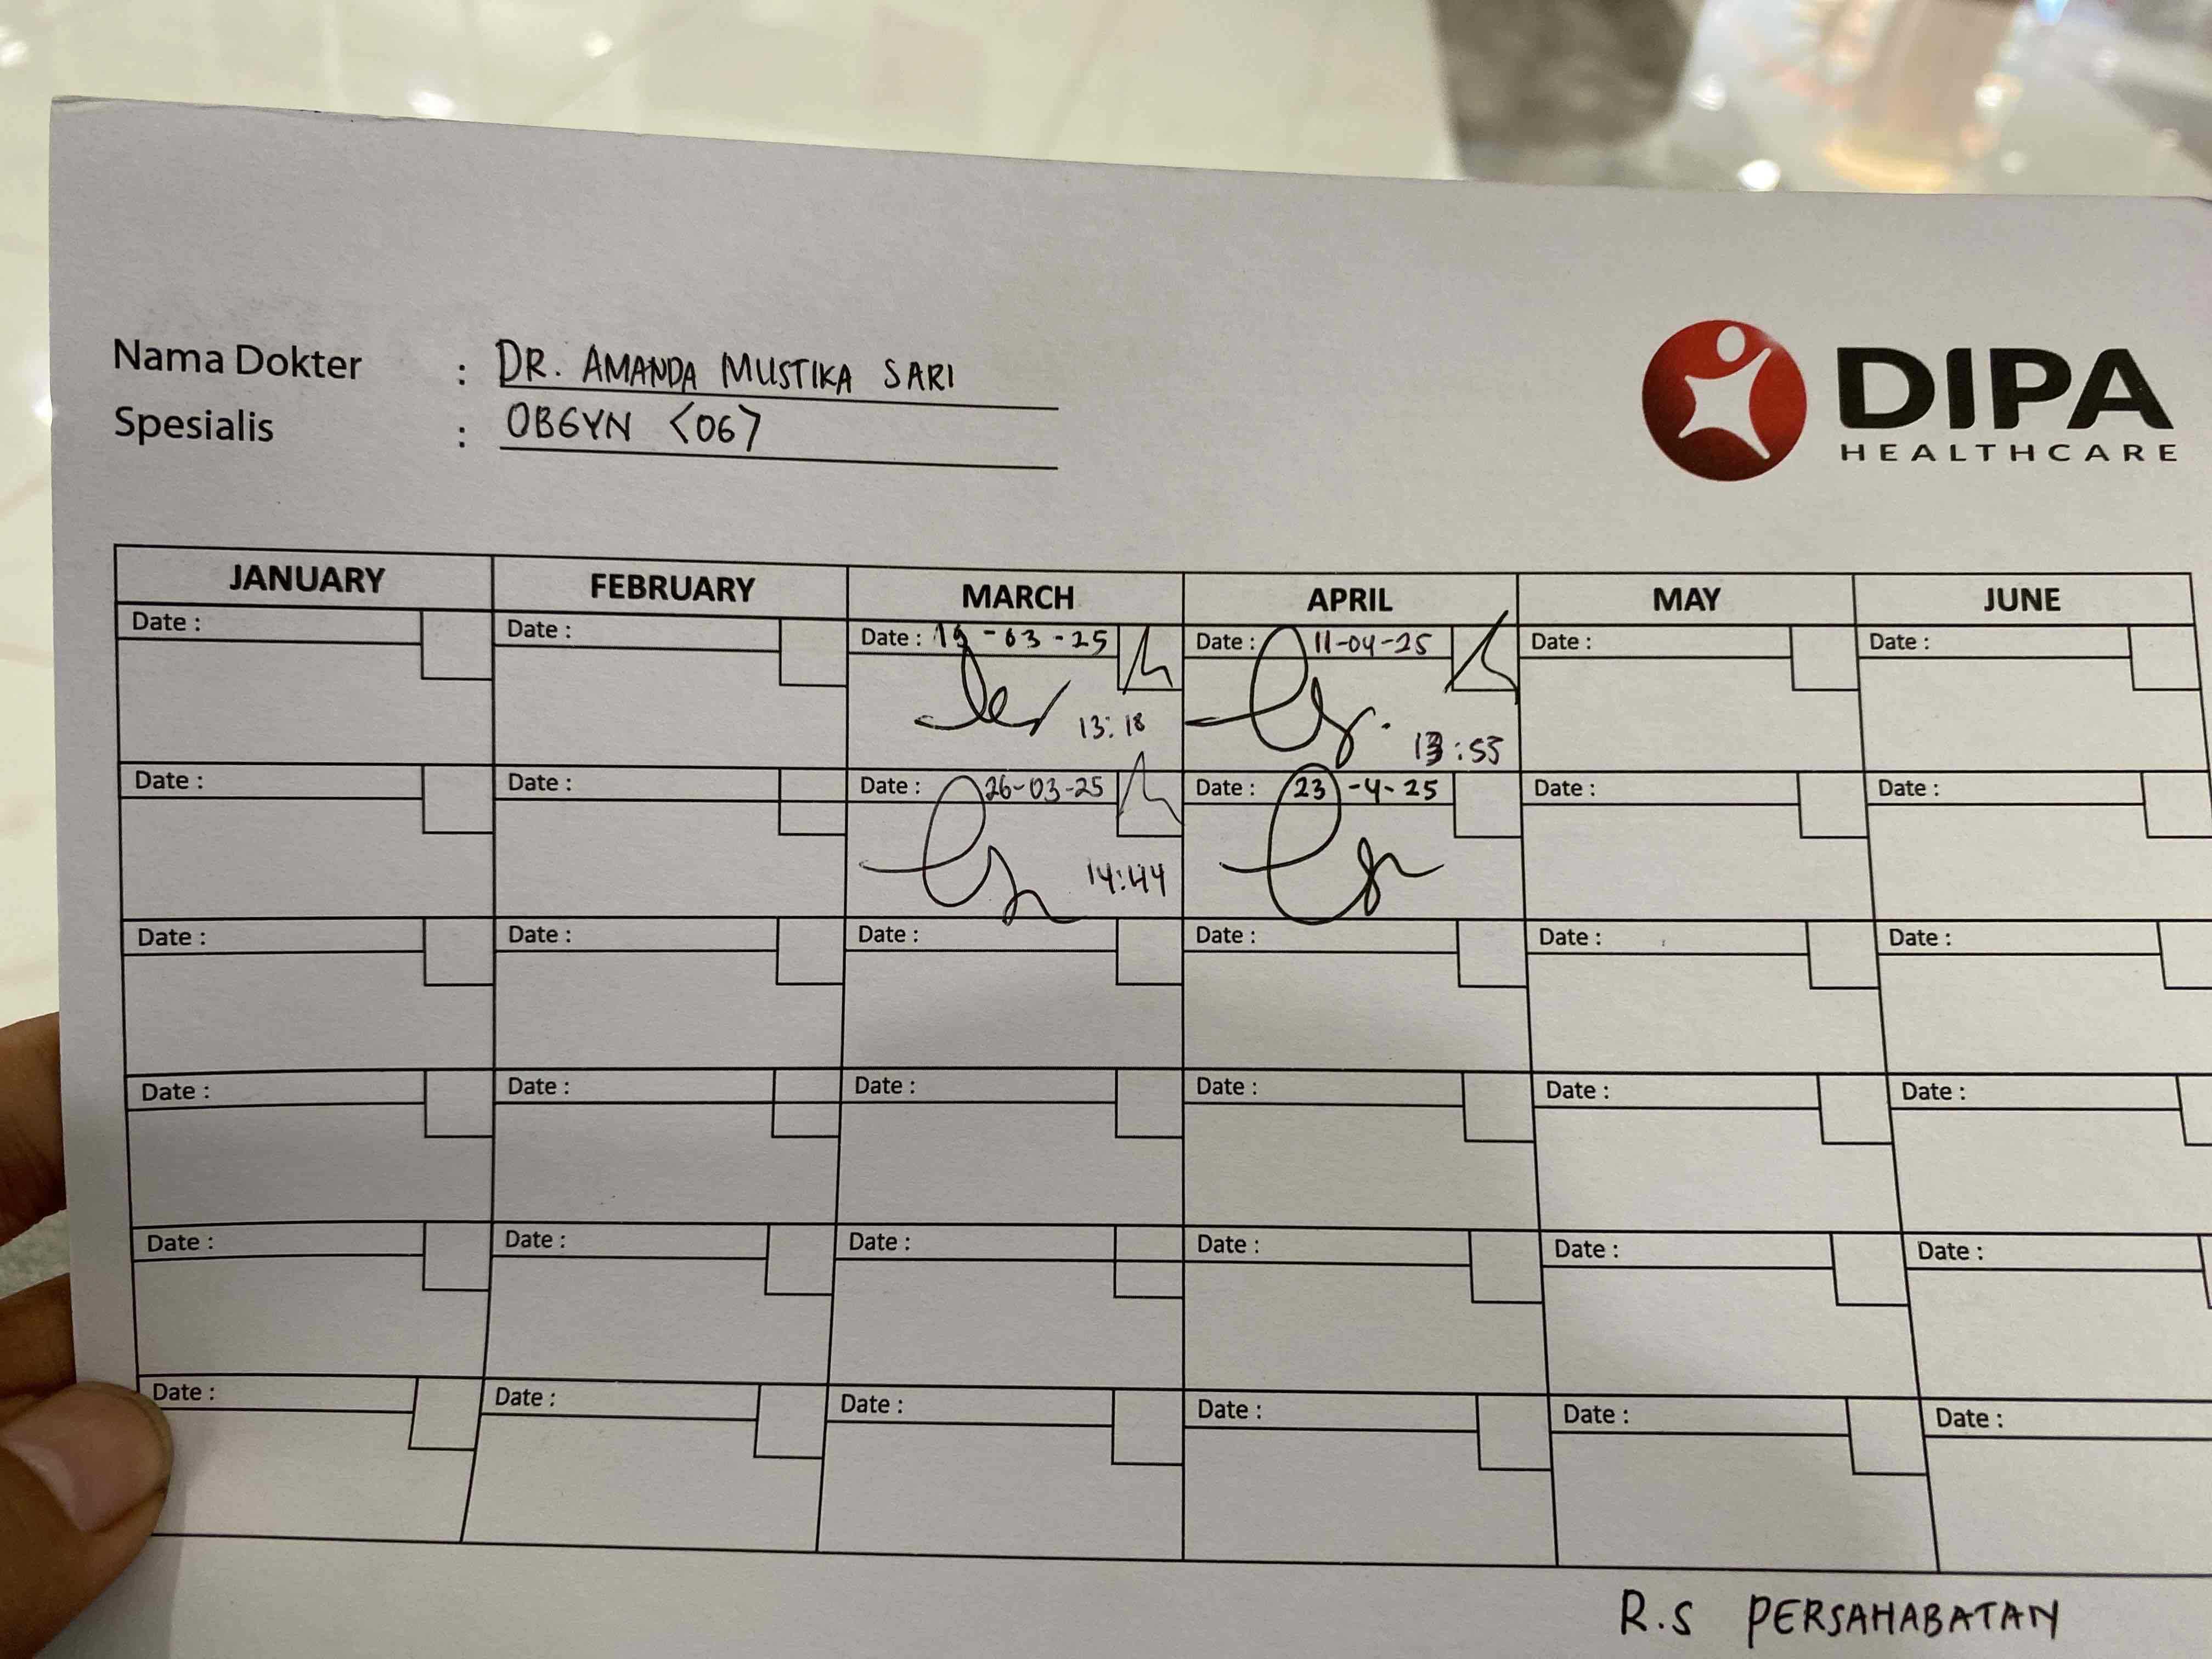 Nama Dokter : DR. AMANDA MUSTIKA SARI
Spesialis : OBGYN <06>
DIPA
HEALTHCARE
JANUARY FEBRUARY MARCH APRIL MAY JUNE
Date : Date : Date : 19-03-25 Date : 11-04-25 Date : Date :
13:18 13:53
Date : Date : Date : 26-03-25 Date : 23-4-25 Date : Date :
14:44
Date : Date : Date : Date : Date : Date :
Date : Date : Date : Date : Date : Date :
Date : Date : Date : Date : Date : Date :
Date : Date : Date : Date : Date : Date :
R.S PERSAHABATAN